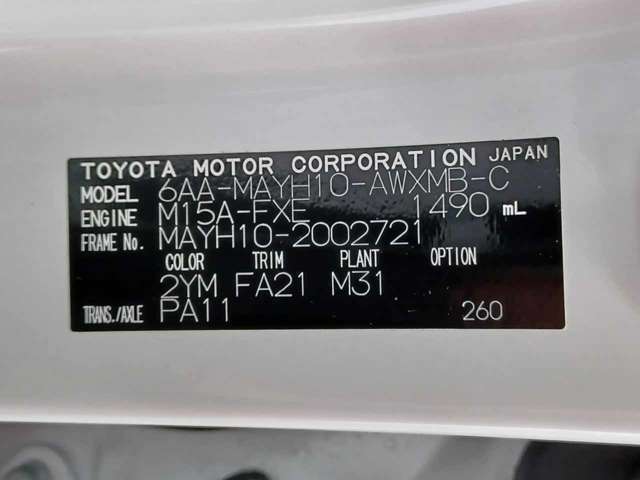 TOYOTA MOTOR CORPORATION JAPAN
MODEL 6AA-MAYH10-AWXMB-C
ENGINE M15A-FXE 1490 mL
FRAME No. MAYH10-2002721
COLOR TRIM PLANT OPTION
2YM FA21 M31
TRANS./AXLE PA11 260